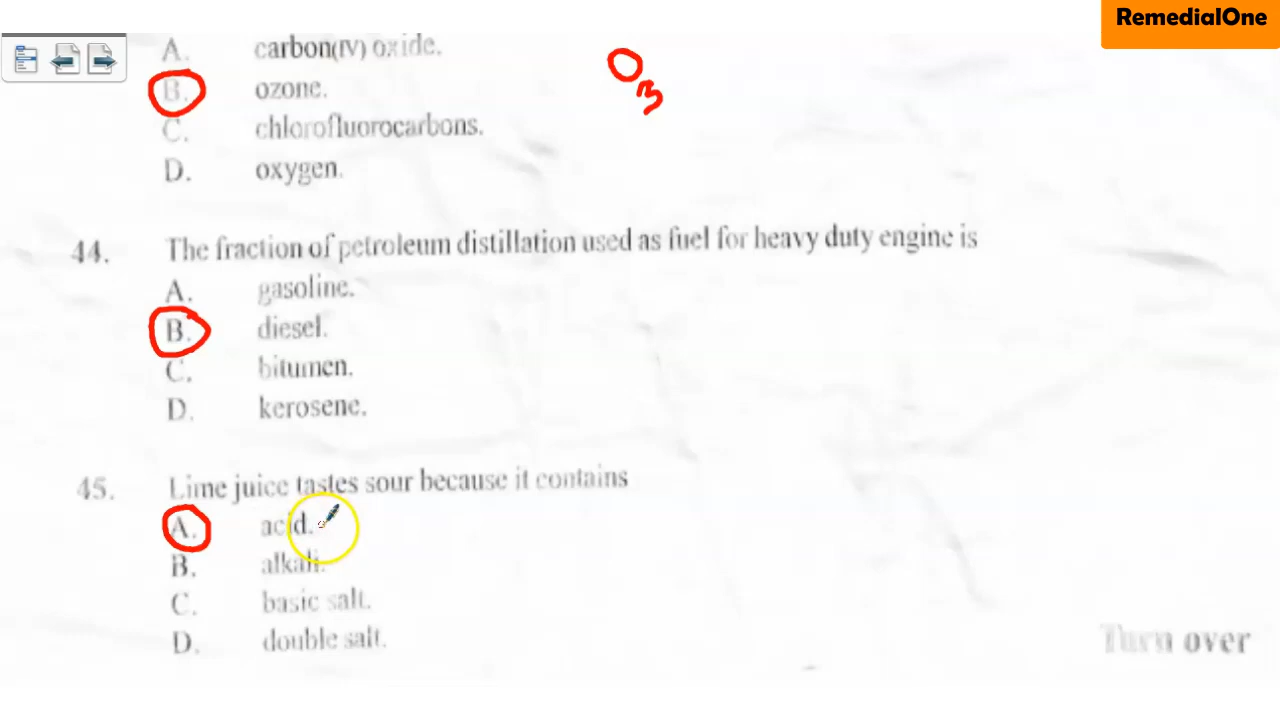 RemedialOne
A. carbon(IV) oxide.
O3
B. ozone.
C. chlorofluorocarbons.
D. oxygen.
44. The fraction of petroleum distillation used as fuel for heavy duty engine is
A. gasoline.
B. diesel.
C. bitumen.
D. kerosene.
45. Lime juice tastes sour because it contains
A. acid.
B. alkali.
C. basic salt.
D. double salt.
Turn over